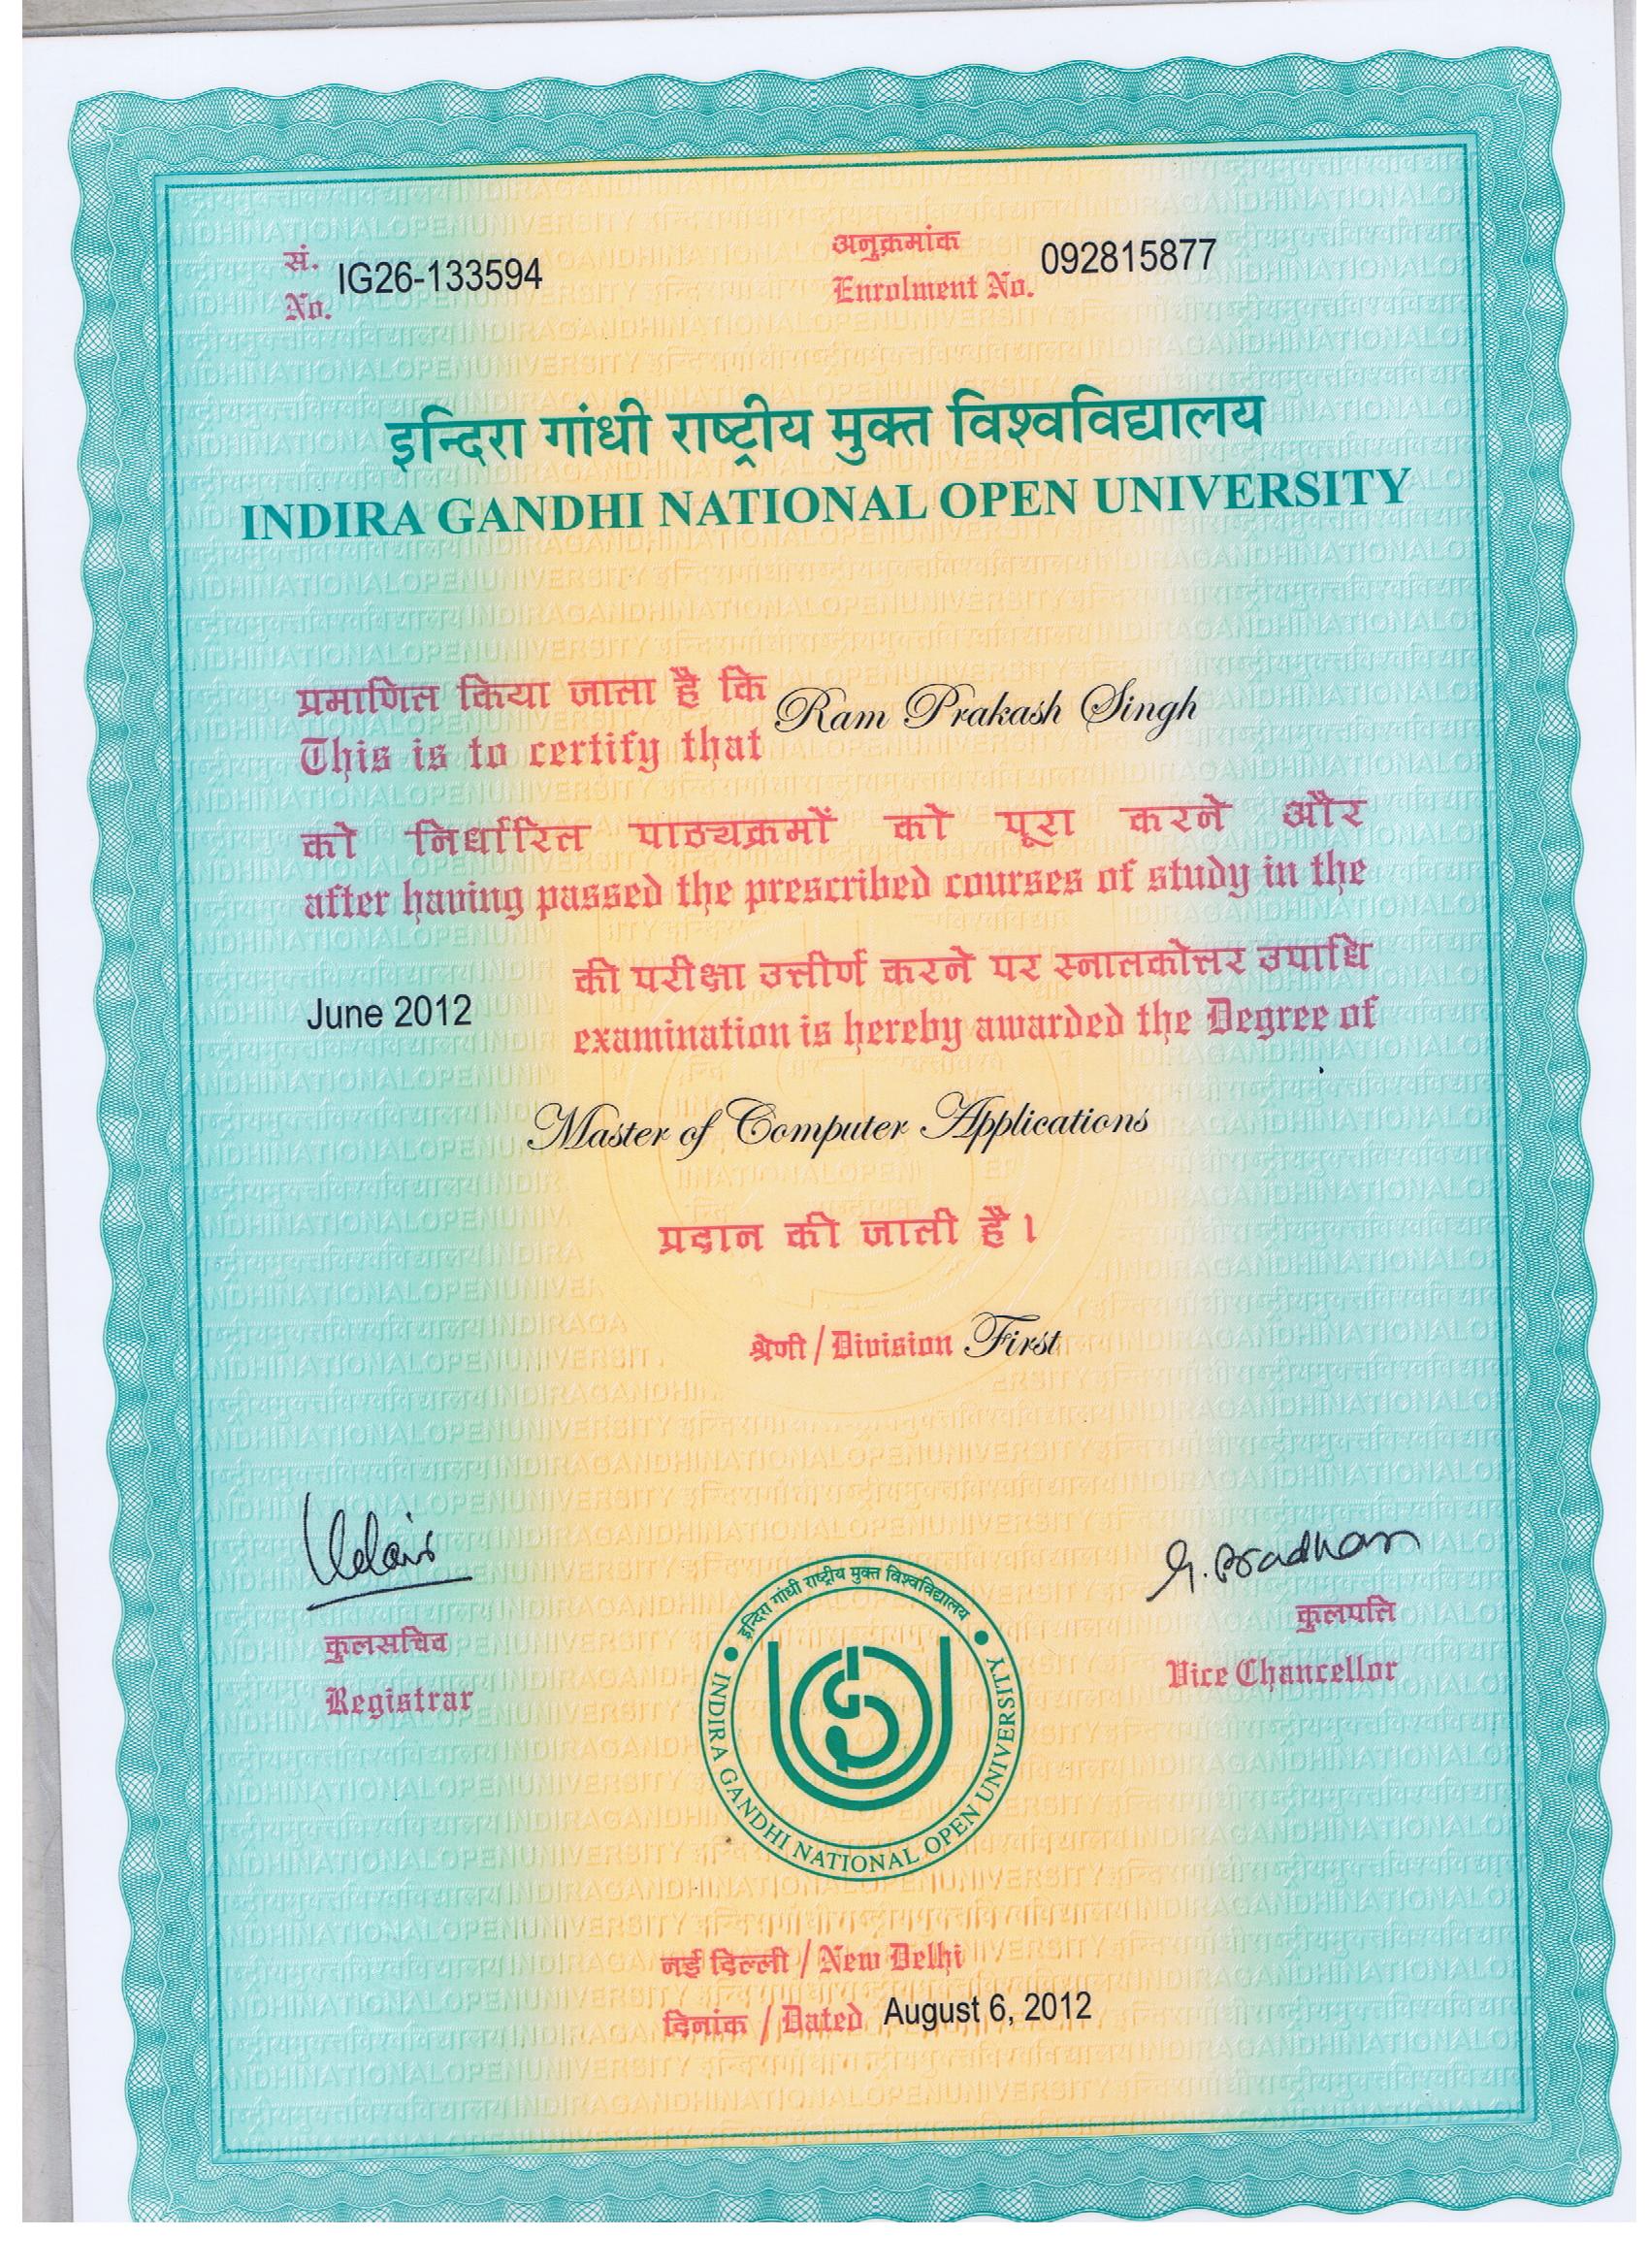 सं.
No. IG26-133594
अनुक्रमांक
Enrolment No. 092815877
इन्दिरा गांधी राष्ट्रीय मुक्त विश्वविद्यालय
INDIRA GANDHI NATIONAL OPEN UNIVERSITY
प्रमाणित किया जाता है कि
This is to certify that Ram Prakash Singh
को निर्धारित पाठ्यक्रमों को पूरा करने और
after having passed the prescribed courses of study in the
की परीक्षा उत्तीर्ण करने पर स्नातकोत्तर उपाधि
June 2012
examination is hereby awarded the Degree of
Master of Computer Applications
प्रदान की जाती है।
श्रेणी / Division First
कुलसचिव
Registrar
G. Pradhan
कुलपति
Vice Chancellor
इन्दिरा गांधी राष्ट्रीय मुक्त विश्वविद्यालय
INDIRA GANDHI NATIONAL OPEN UNIVERSITY
नई दिल्ली / New Delhi
दिनांक / Dated August 6, 2012